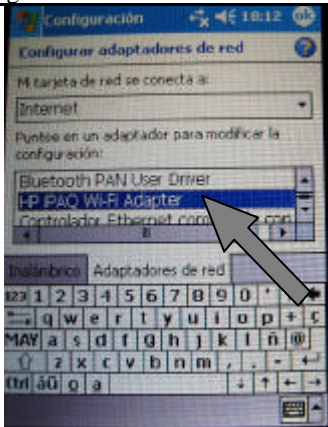 Configuración 18:12 ok
Configurar adaptadores de red ?
Mi tarjeta de red se conecta a:
Internet
Puntee en un adaptador para modificar la
configuración:
Bluetooth PAN User Driver
HP iPAQ Wi-Fi Adapter
Controlador Ethernet
Inalámbrico Adaptadores de red
123 1 2 3 4 5 6 7 8 9 0 '
q w e r t y u i o p + ç
MAY a s d f g h j k l ñ @
z x c v b n m , . -
Ctrl áü º a